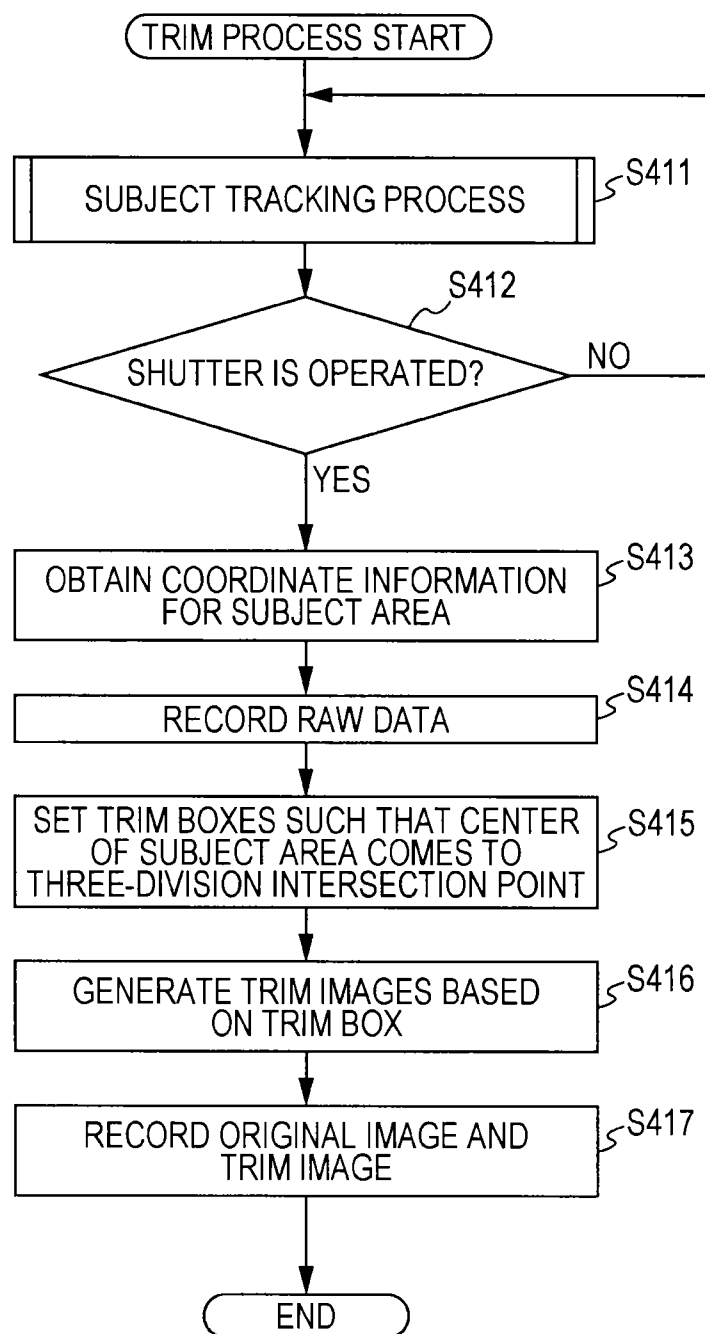 TRIM PROCESS START
SUBJECT TRACKING PROCESS
S411
S412
SHUTTER IS OPERATED?
NO
YES
OBTAIN COORDINATE INFORMATION
FOR SUBJECT AREA
S413
RECORD RAW DATA
S414
SET TRIM BOXES SUCH THAT CENTER
OF SUBJECT AREA COMES TO
THREE-DIVISION INTERSECTION POINT
S415
GENERATE TRIM IMAGES BASED
ON TRIM BOX
S416
RECORD ORIGINAL IMAGE AND
TRIM IMAGE
S417
END